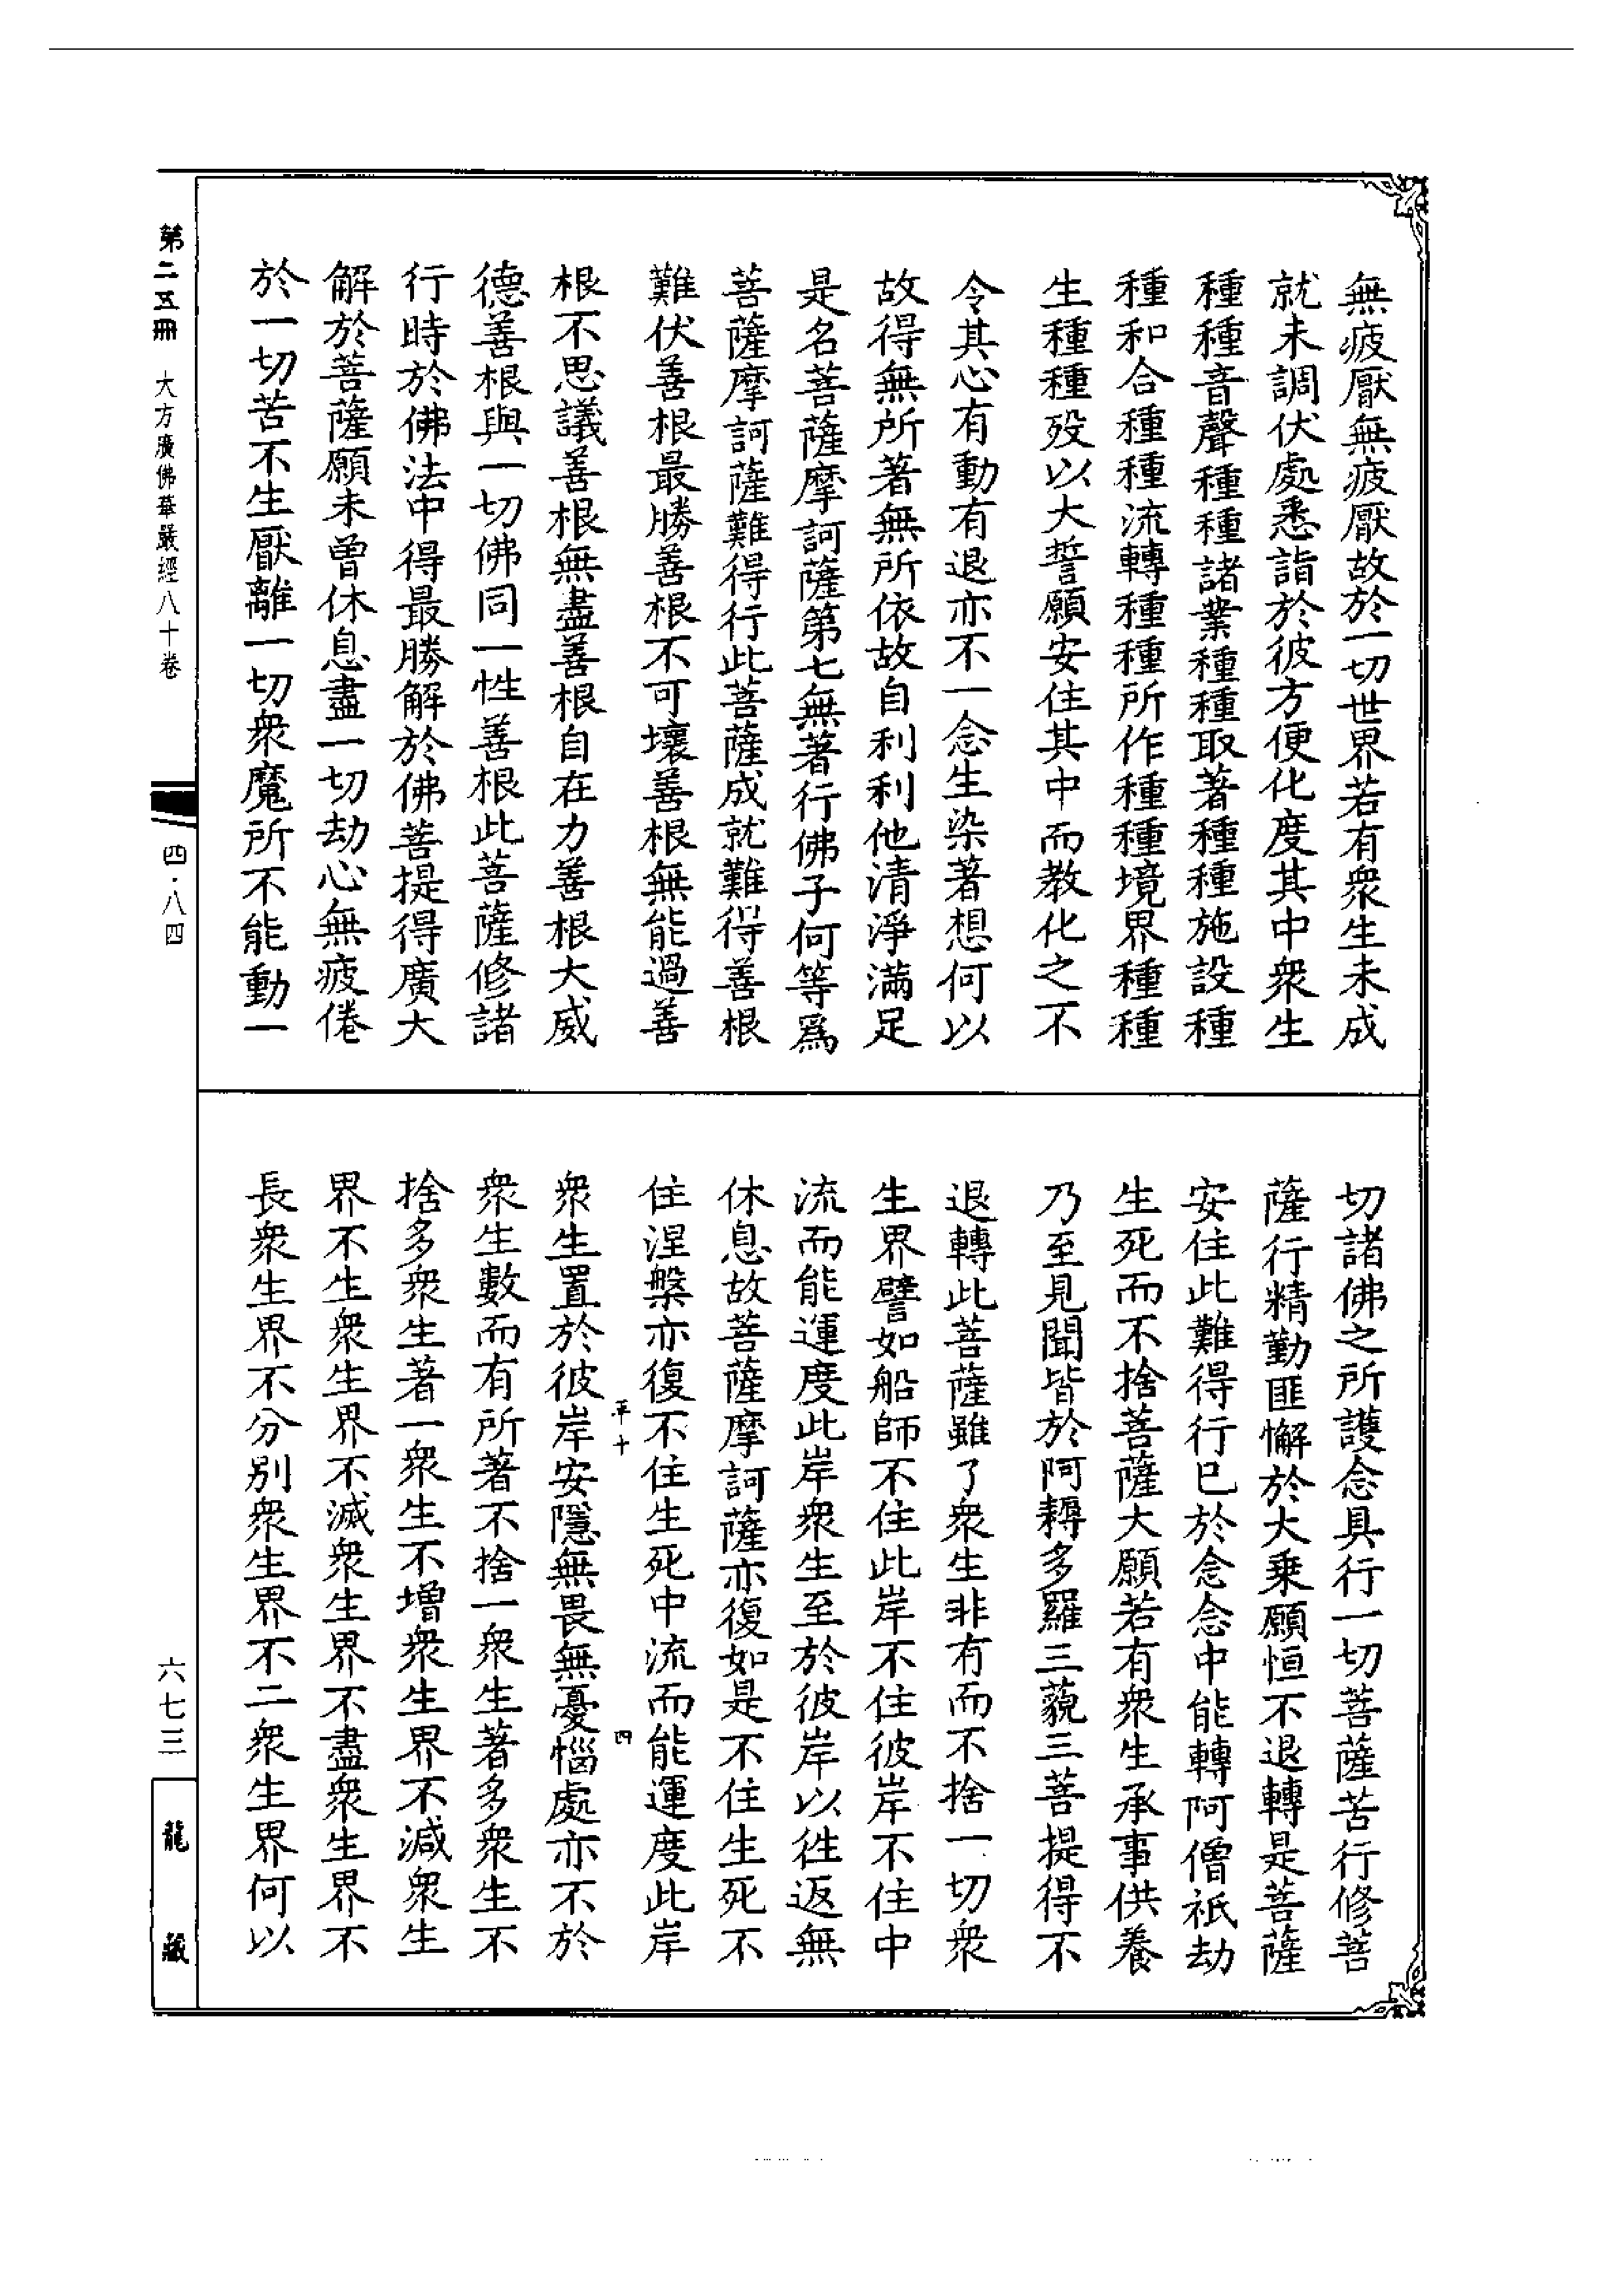 無疲厭無疲厭故於一切世界若有衆生未成
就未調伏處悉詣於彼方便化度其中衆生
種種音聲種種諸業種種取著種種施設種
種和合種種流轉種種所作種種境界種種
生種種歿以大誓願安住其中而教化之不
令其心有動有退亦不一念生染著想何以
故得無所著無所依故自利利他清淨滿足
是名菩薩摩訶薩第七無著行佛子何等爲
菩薩摩訶薩難得行此菩薩成就難得善根
難伏善根最勝善根不可壞善根無能過善
根不思議善根無盡善根自在力善根大威
德善根與一切佛同一性善根此菩薩修諸
行時於佛法中得最勝解於佛菩提得廣大
解於菩薩願未曾休息盡一切劫心無疲倦
於一切苦不生厭離一切衆魔所不能動一
切諸佛之所護念具行一切菩薩苦行修菩
薩行精勤匪懈於大乗願恒不退轉是菩薩
安住此難得行已於念念中能轉阿僧祇劫
生死而不捨菩薩大願若有衆生承事供養
乃至見聞皆於阿耨多羅三藐三菩提得不
退轉此菩薩雖了衆生非有而不捨一切衆
生界譬如船師不住此岸不住彼岸不住中
流而能運度此岸衆生至於彼岸以往返無
休息故菩薩摩訶薩亦復如是不住生死不
住涅槃亦復不住生死中流而能運度此岸
平十 四
衆生置於彼岸安隱無畏無憂惱處亦不於
衆生數而有所著不捨一衆生著多衆生不
捨多衆生著一衆生不增衆生界不減衆生
界不生衆生界不滅衆生界不盡衆生界不
長衆生界不分別衆生界不二衆生界何以
第二五冊 大方廣佛華嚴經八十卷
四·八四
六七三
龍藏